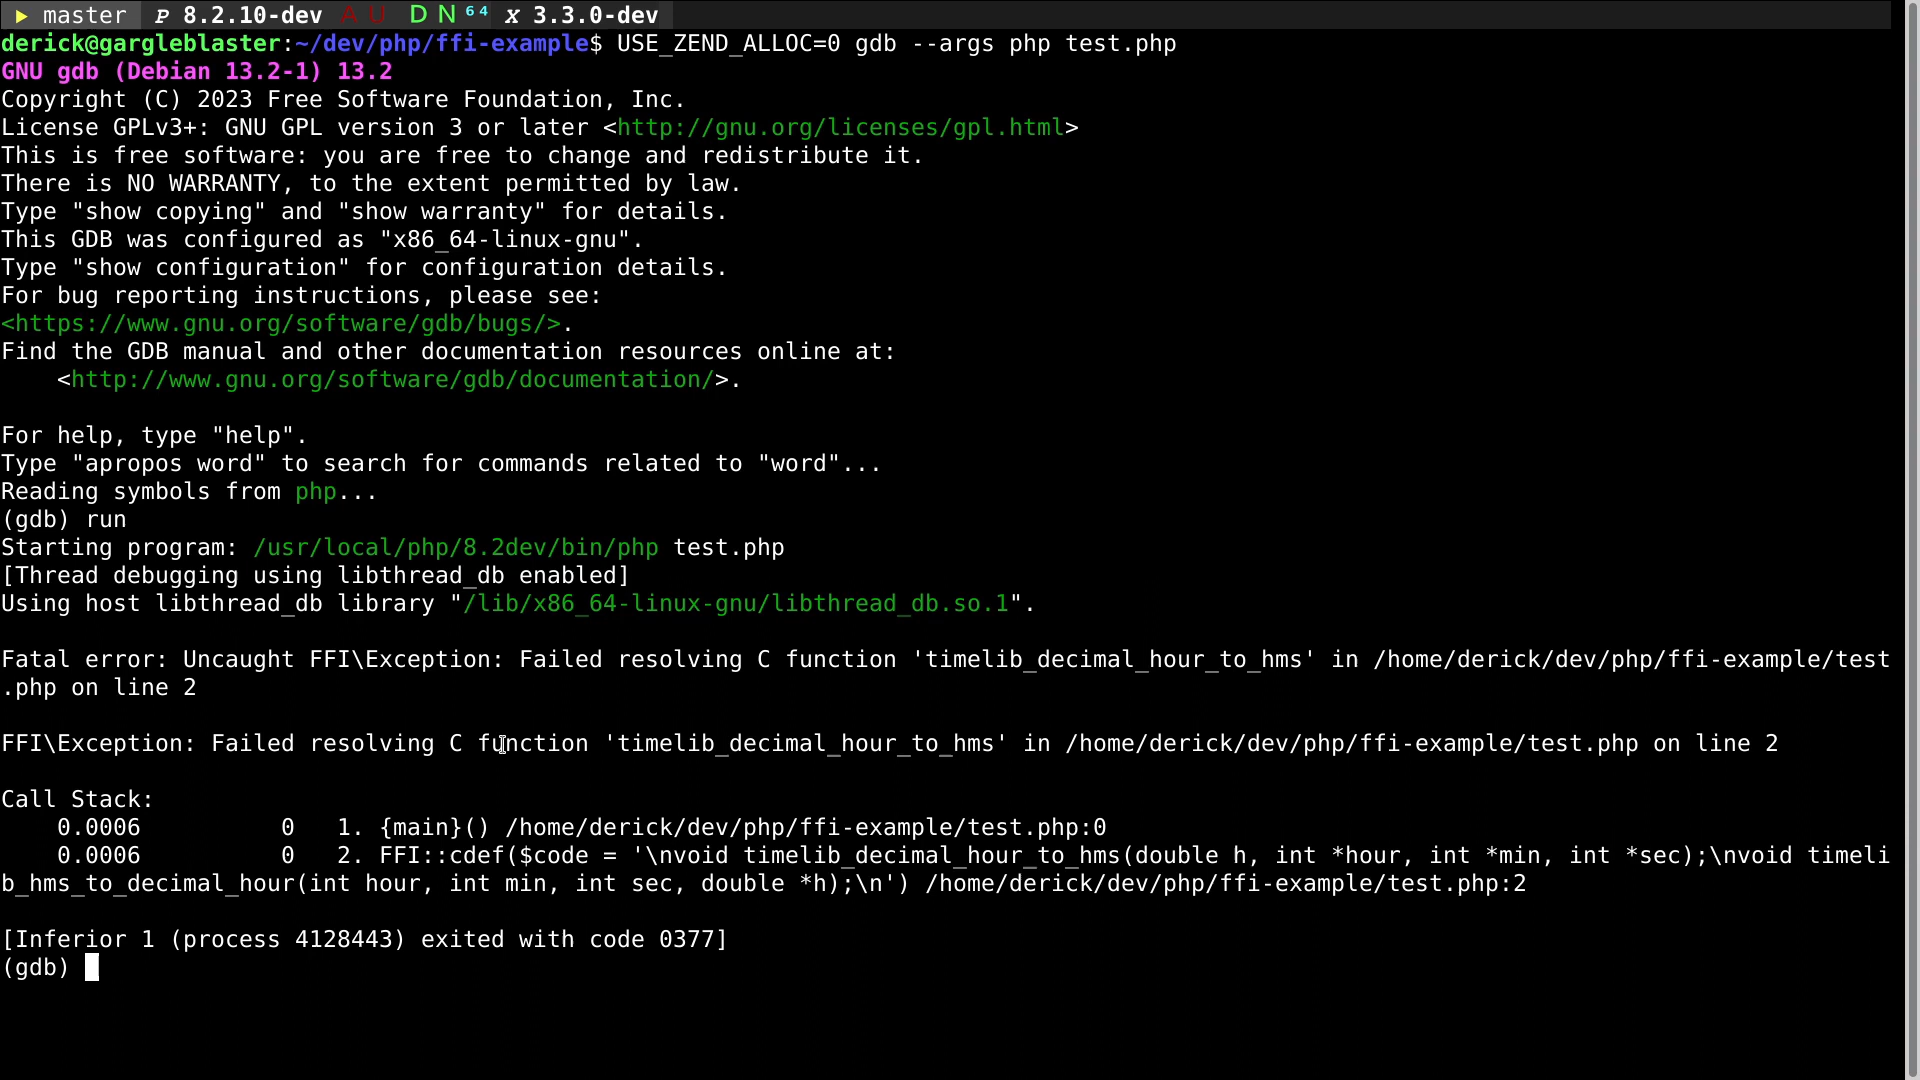 ▶ master P 8.2.10-dev A U D N ⁶⁴ X 3.3.0-dev
derick@gargleblaster:~/dev/php/ffi-example$ USE_ZEND_ALLOC=0 gdb --args php test.php
GNU gdb (Debian 13.2-1) 13.2
Copyright (C) 2023 Free Software Foundation, Inc.
License GPLv3+: GNU GPL version 3 or later <http://gnu.org/licenses/gpl.html>
This is free software: you are free to change and redistribute it.
There is NO WARRANTY, to the extent permitted by law.
Type "show copying" and "show warranty" for details.
This GDB was configured as "x86_64-linux-gnu".
Type "show configuration" for configuration details.
For bug reporting instructions, please see:
<https://www.gnu.org/software/gdb/bugs/>.
Find the GDB manual and other documentation resources online at:
    <http://www.gnu.org/software/gdb/documentation/>.

For help, type "help".
Type "apropos word" to search for commands related to "word"...
Reading symbols from php...
(gdb) run
Starting program: /usr/local/php/8.2dev/bin/php test.php
[Thread debugging using libthread_db enabled]
Using host libthread_db library "/lib/x86_64-linux-gnu/libthread_db.so.1".

Fatal error: Uncaught FFI\Exception: Failed resolving C function 'timelib_decimal_hour_to_hms' in /home/derick/dev/php/ffi-example/test
.php on line 2

FFI\Exception: Failed resolving C function 'timelib_decimal_hour_to_hms' in /home/derick/dev/php/ffi-example/test.php on line 2

Call Stack:
    0.0006          0   1. {main}() /home/derick/dev/php/ffi-example/test.php:0
    0.0006          0   2. FFI::cdef($code = '\nvoid timelib_decimal_hour_to_hms(double h, int *hour, int *min, int *sec);\nvoid timeli
b_hms_to_decimal_hour(int hour, int min, int sec, double *h);\n') /home/derick/dev/php/ffi-example/test.php:2

[Inferior 1 (process 4128443) exited with code 0377]
(gdb)